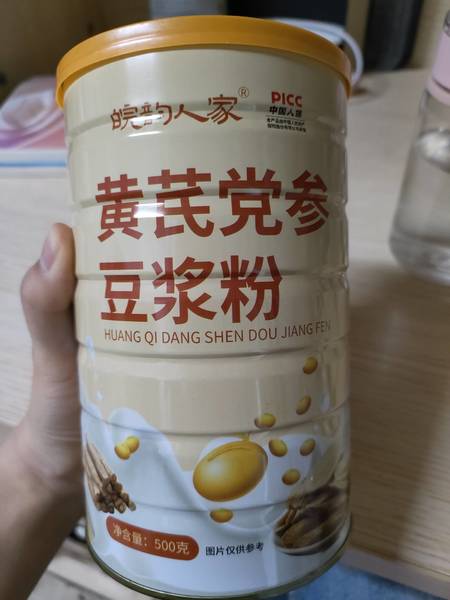 皖韵人家®
PICC
中国人保
黄芪党参
豆浆粉
HUANG QI DANG SHEN DOU JIANG FEN
净含量：500克
图片仅供参考